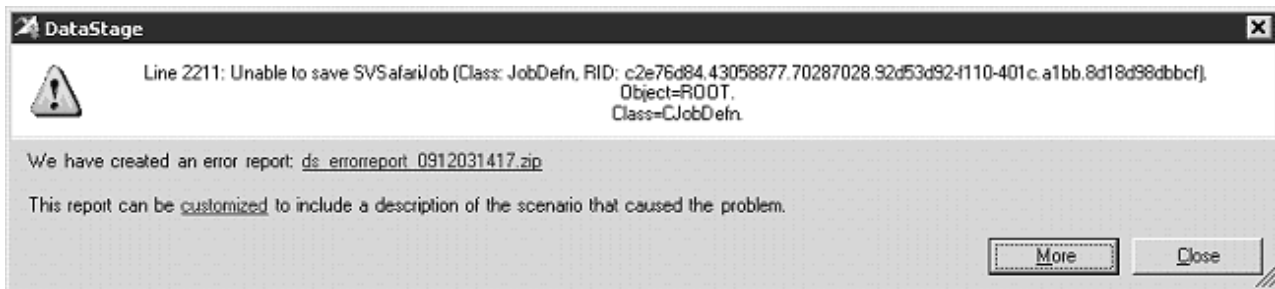 DataStage
Line 2211: Unable to save SVSafariJob (Class: JobDefn, RID: c2e76d84.43058877.70287028.92d53d92-f110-401c.a1bb.8d18d98dbbcf).
Object=ROOT.
Class=CJobDefn.
We have created an error report: ds_errorreport_0912031417.zip
This report can be customized to include a description of the scenario that caused the problem.
More Close